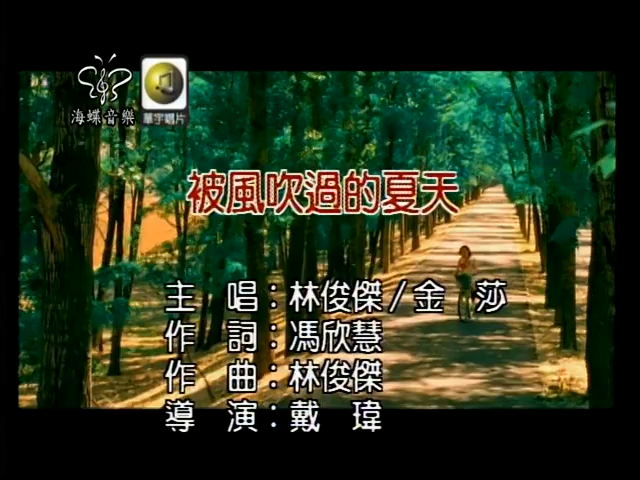 海蝶音樂
華宇唱片
被風吹過的夏天
主　唱：林俊傑/金　莎
作　詞：馮欣慧
作　曲：林俊傑
導　演：戴　瑋